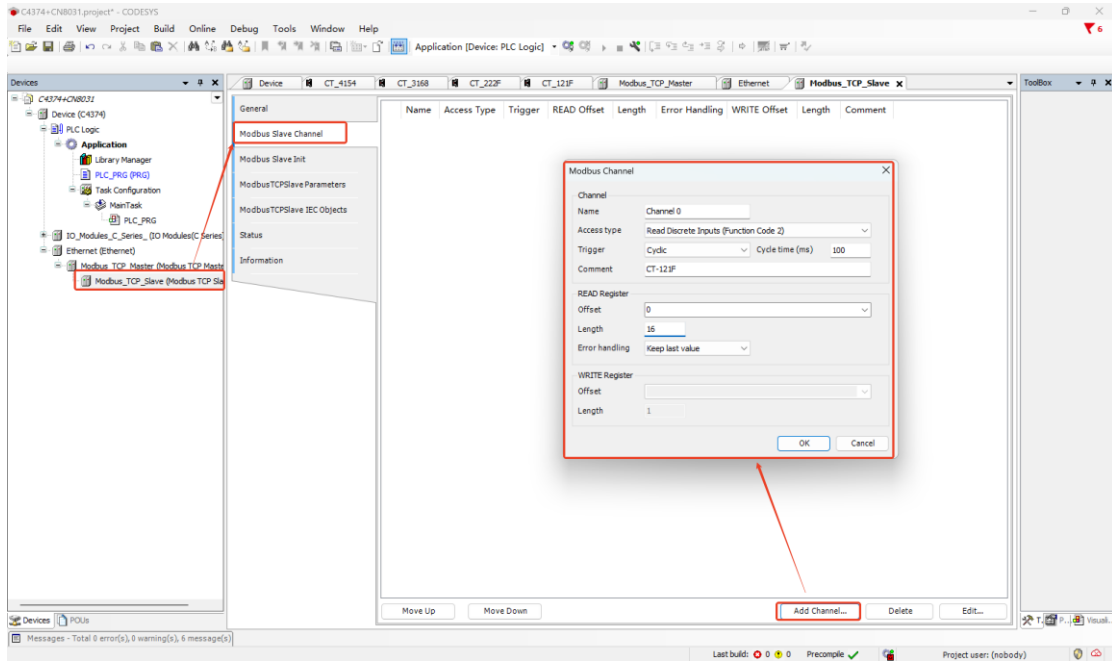 C4374+CN8031.project* - CODESYS
File Edit View Project Build Online Debug Tools Window Help
6
Application [Device: PLC Logic]
Devices
C4374+CN8031
Device (C4374)
PLC Logic
Application
Library Manager
PLC_PRG (PRG)
Task Configuration
MainTask
PLC_PRG
IO_Modules_C_Series_ (IO Modules(C Series
Ethernet (Ethernet)
Modbus_TCP_Master (Modbus TCP Maste
Modbus_TCP_Slave (Modbus TCP Sla
Devices POUs
Device CT_4154 CT_3168 CT_222F CT_121F Modbus_TCP_Master Ethernet Modbus_TCP_Slave
General
Modbus Slave Channel
Modbus Slave Init
ModbusTCPSlave Parameters
ModbusTCPSlave IEC Objects
Status
Information
Name Access Type Trigger READ Offset Length Error Handling WRITE Offset Length Comment
Modbus Channel
Channel
Name Channel 0
Access type Read Discrete Inputs (Function Code 2)
Trigger Cyclic Cycle time (ms) 100
Comment CT-121F
READ Register
Offset 0
Length 16
Error handling Keep last value
WRITE Register
Offset
Length 1
OK Cancel
Move Up Move Down Add Channel... Delete Edit...
ToolBox
T. P... Visuali..
Messages - Total 0 error(s), 0 warning(s), 6 message(s)
Last build: 0 0 Precompile Project user: (nobody)